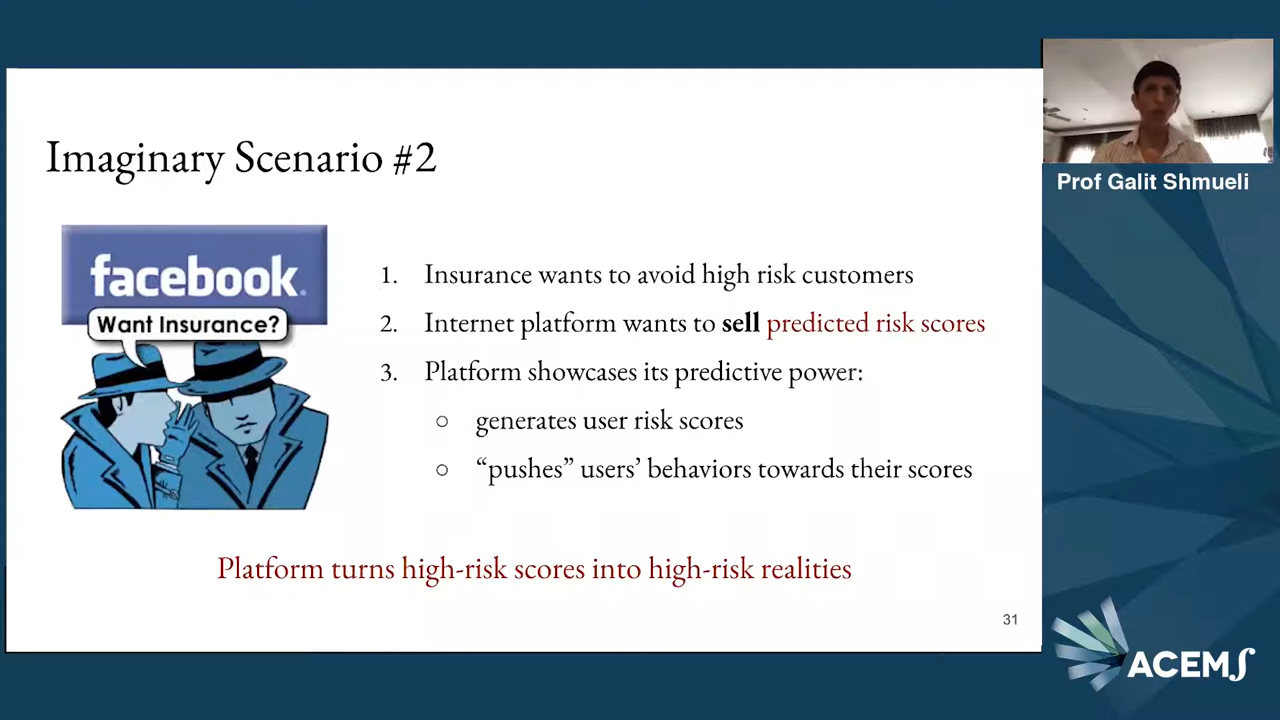 Imaginary Scenario #2
facebook.
Want Insurance?
1. Insurance wants to avoid high risk customers
2. Internet platform wants to sell predicted risk scores
3. Platform showcases its predictive power:
○ generates user risk scores
○ “pushes” users’ behaviors towards their scores
Platform turns high-risk scores into high-risk realities
31
Prof Galit Shmueli
ACEMS